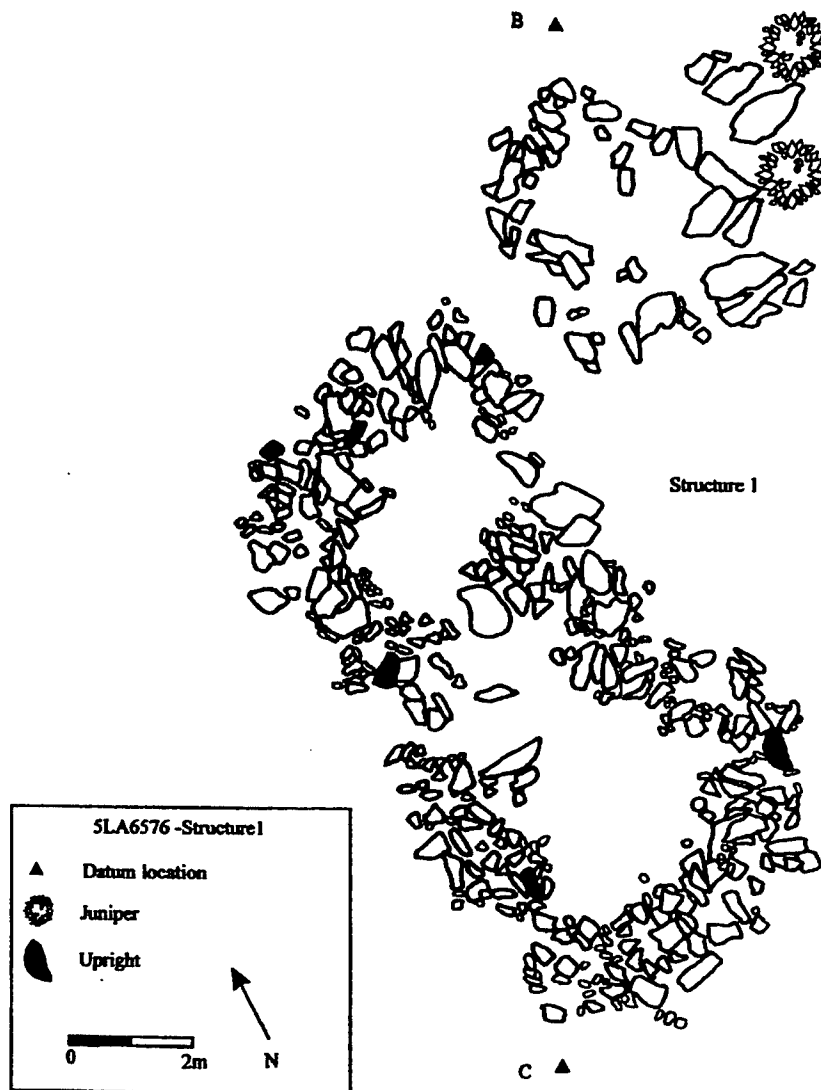 B
Structure 1
5LA6576 -Structure1
Datum location
Juniper
Upright
0 2m
N
C